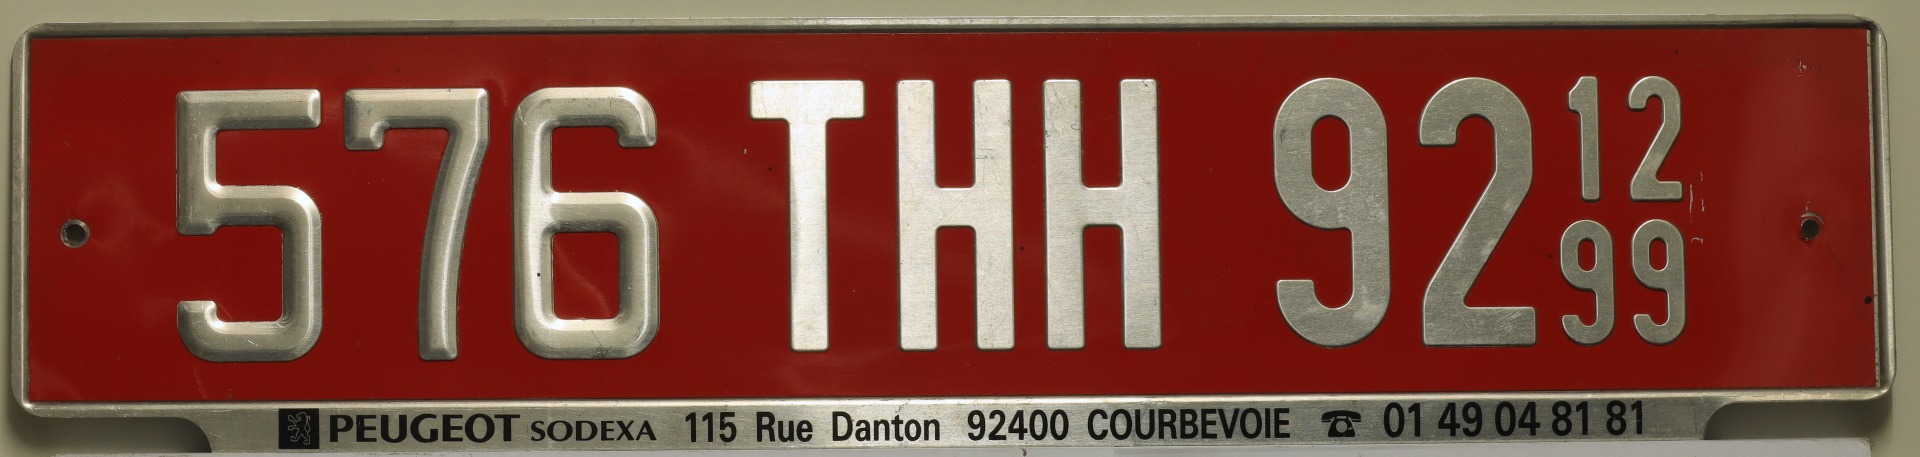 576 THH 92 12 99
PEUGEOT SODEXA 115 Rue Danton 92400 COURBEVOIE ☎ 01 49 04 81 81